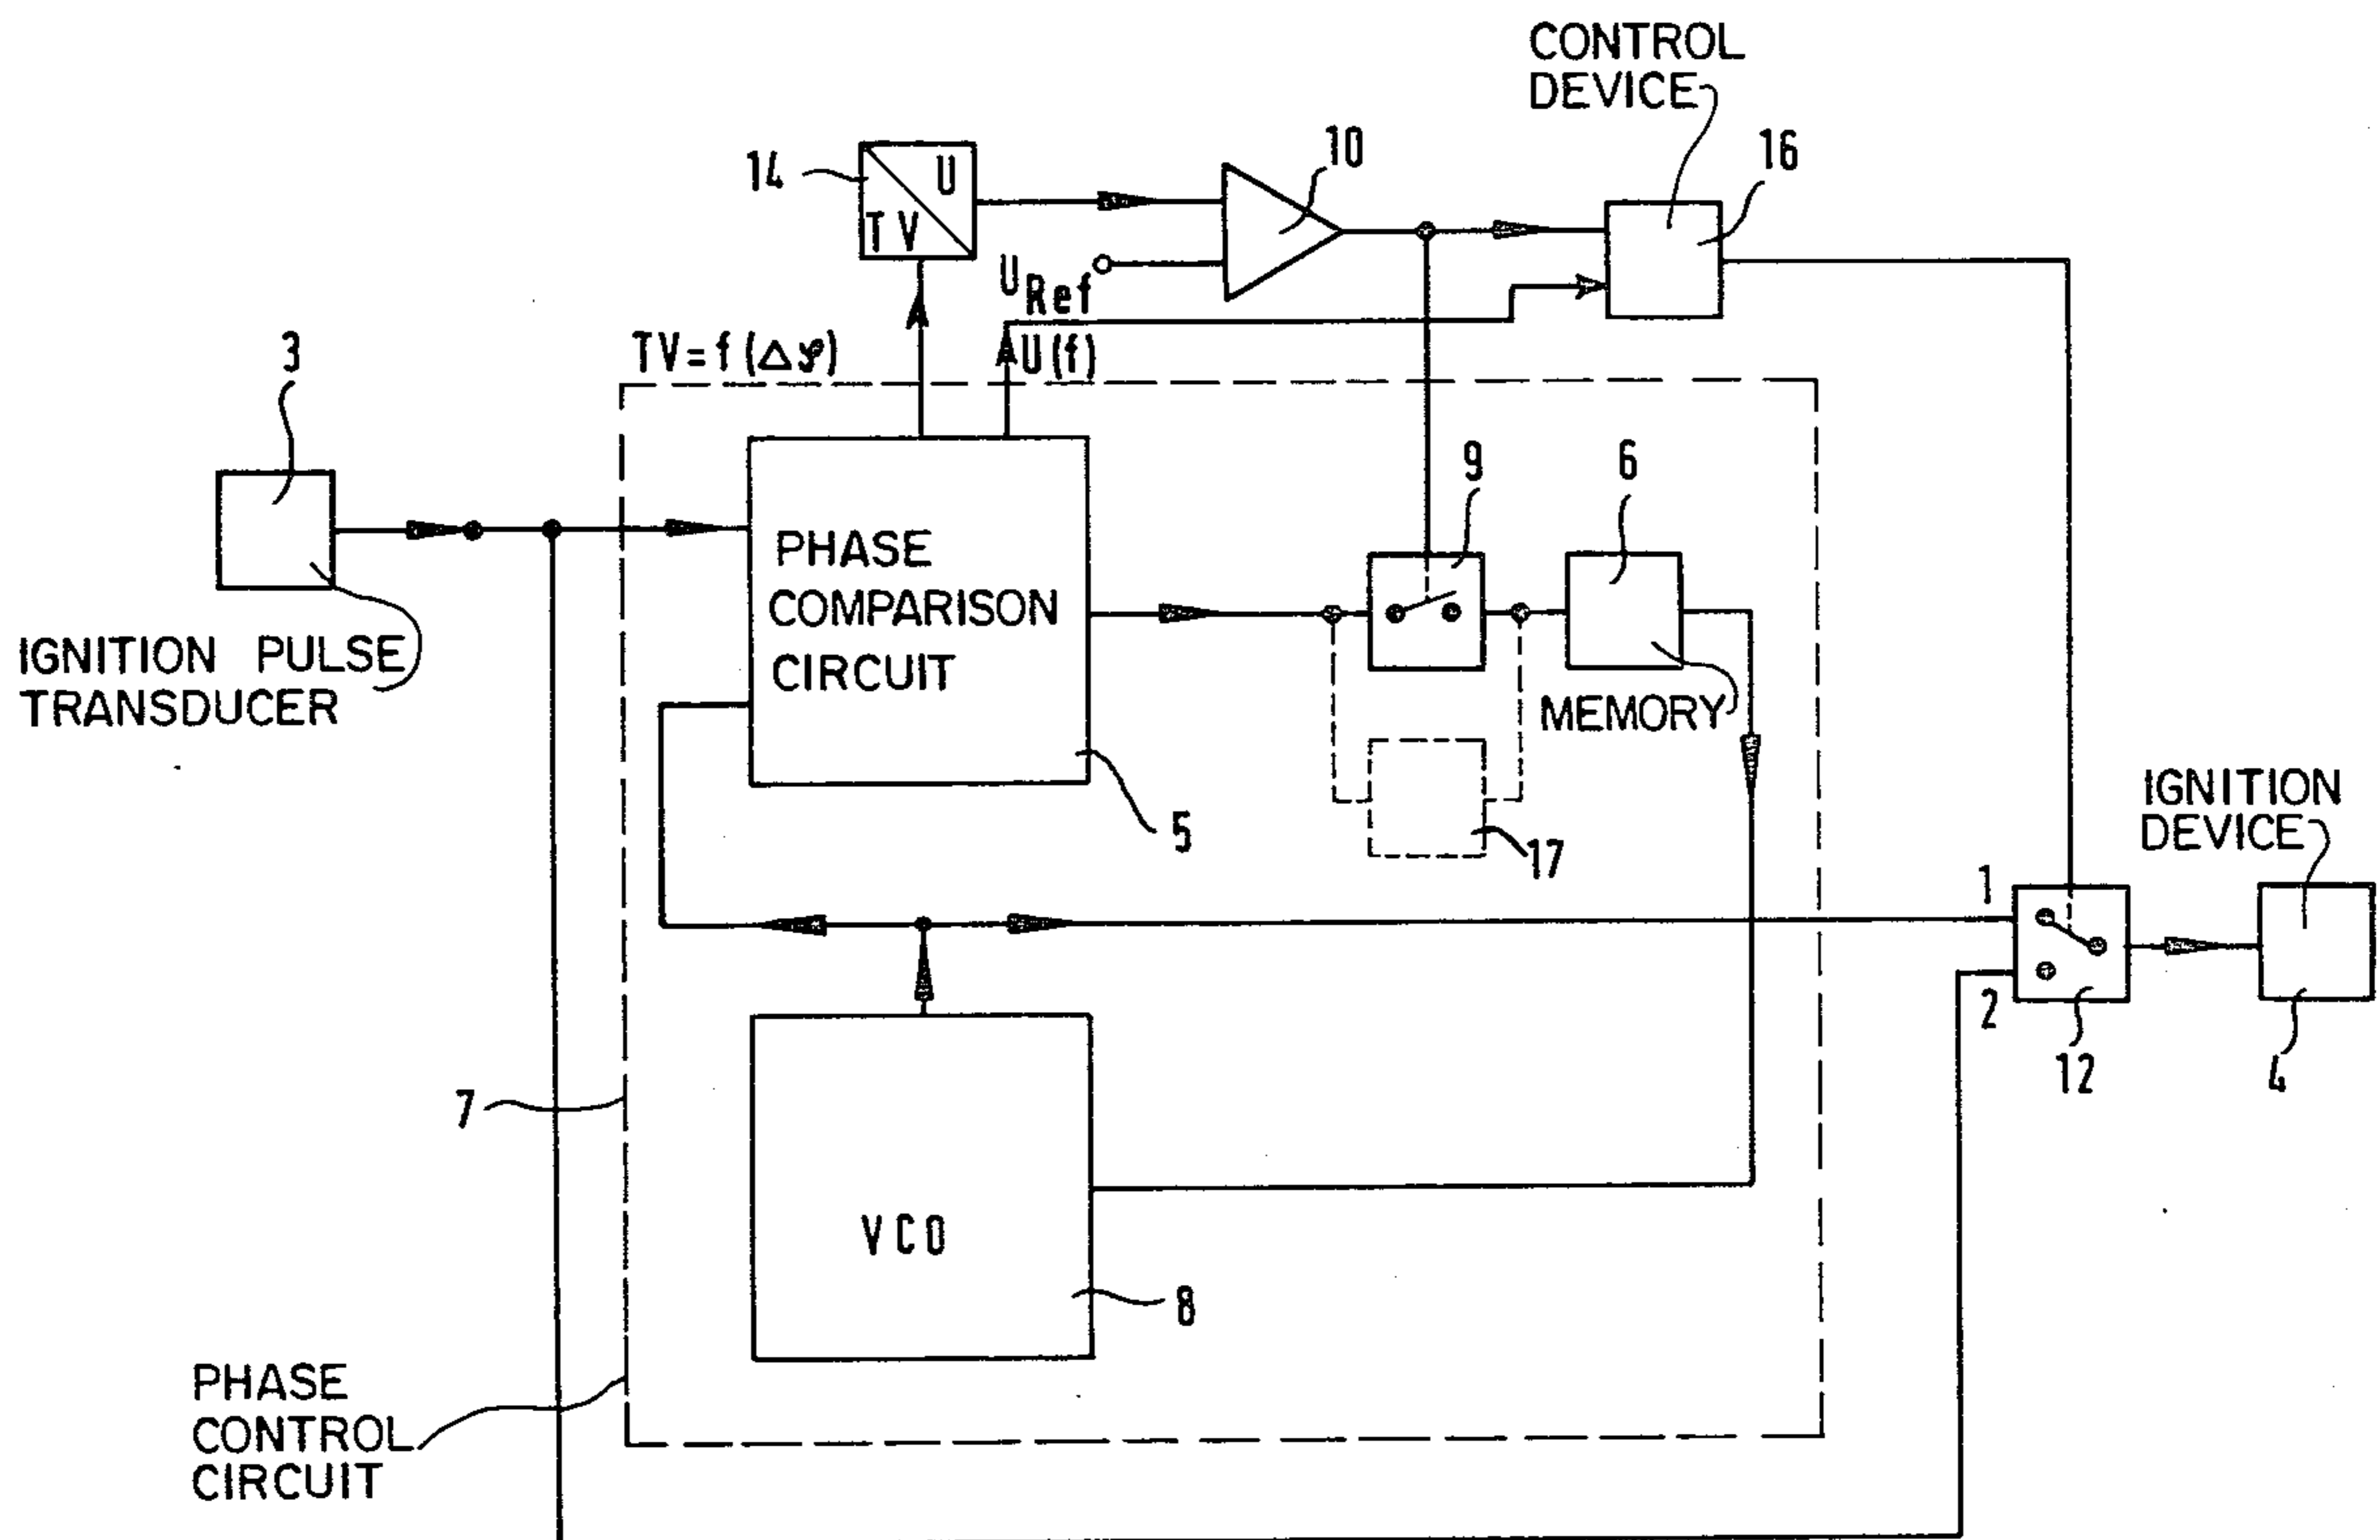 CONTROL
DEVICE
14
U
TV
10
16
U Ref
3
TV=f(Δφ)
U(f)
9
6
PHASE
COMPARISON
CIRCUIT
IGNITION PULSE
TRANSDUCER
MEMORY
5
17
IGNITION
DEVICE
1
2
12
4
7
VCO
8
PHASE
CONTROL
CIRCUIT